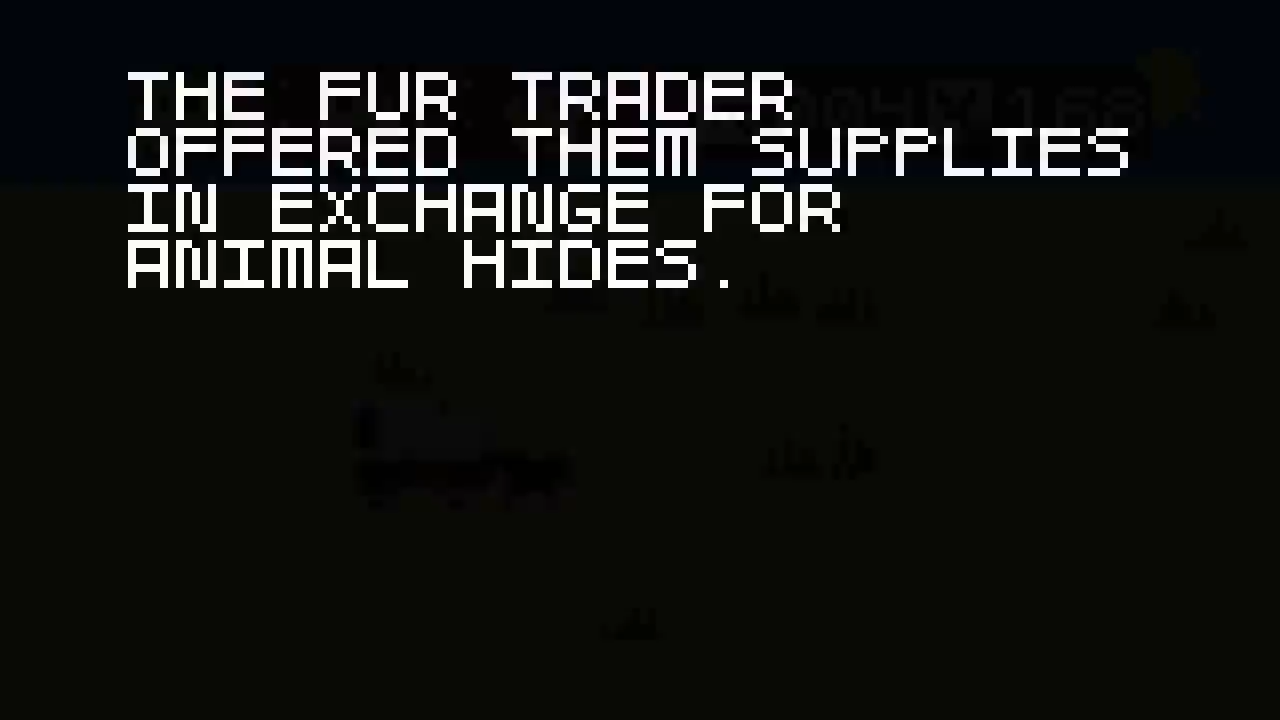 THE FUR TRADER
OFFERED THEM SUPPLIES
IN EXCHANGE FOR
ANIMAL HIDES.